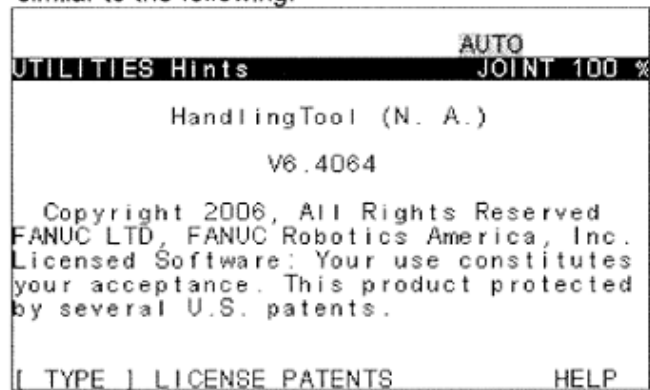 similar to the following:
AUTO
UTILITIES Hints JOINT 100 %
HandlingTool (N. A.)
V6.4064
Copyright 2006, All Rights Reserved
FANUC LTD, FANUC Robotics America, Inc.
Licensed Software: Your use constitutes
your acceptance. This product protected
by several U.S. patents.
[ TYPE ] LICENSE PATENTS HELP